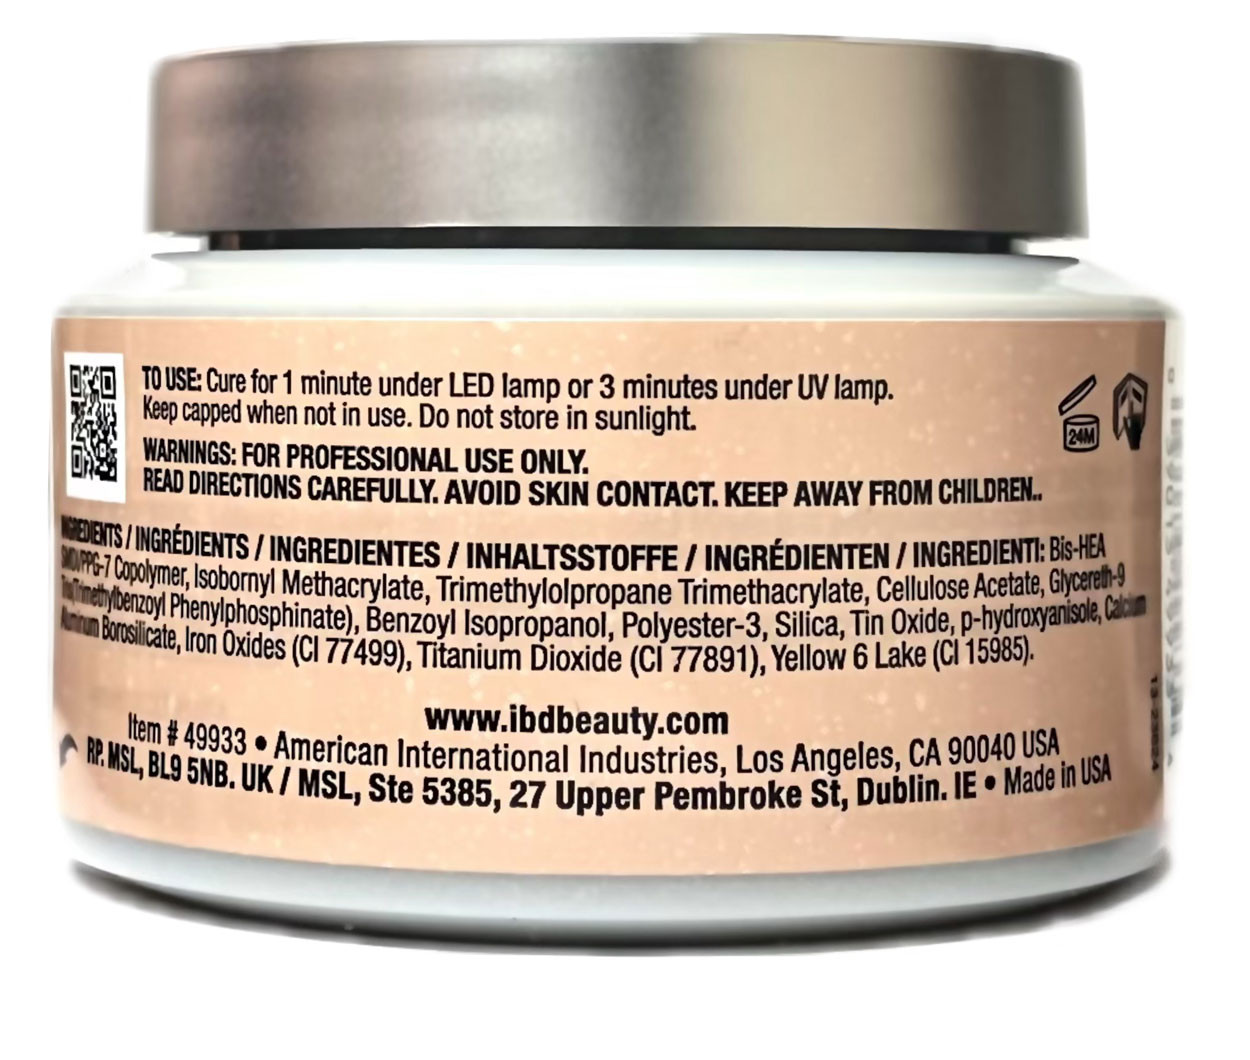 TO USE: Cure for 1 minute under LED lamp or 3 minutes under UV lamp.
Keep capped when not in use. Do not store in sunlight.
24M
WARNINGS: FOR PROFESSIONAL USE ONLY.
READ DIRECTIONS CAREFULLY. AVOID SKIN CONTACT. KEEP AWAY FROM CHILDREN..
INGREDIENTS / INGRÉDIENTS / INGREDIENTES / INHALTSSTOFFE / INGRÉDIENTEN / INGREDIENTI: Bis-HEA
Copolymer, Isobornyl Methacrylate, Trimethylolpropane Trimethacrylate, Cellulose Acetate, Glycereth-9
Tris(Trimethylbenzoyl Phenylphosphinate), Benzoyl Isopropanol, Polyester-3, Silica, Tin Oxide, p-hydroxyanisole, Calcium
Aluminum Borosilicate, Iron Oxides (CI 77499), Titanium Dioxide (CI 77891), Yellow 6 Lake (CI 15985).
www.ibdbeauty.com
Item # 49933 • American International Industries, Los Angeles, CA 90040 USA
RP. MSL, BL9 5NB. UK / MSL, Ste 5385, 27 Upper Pembroke St, Dublin. IE • Made in USA